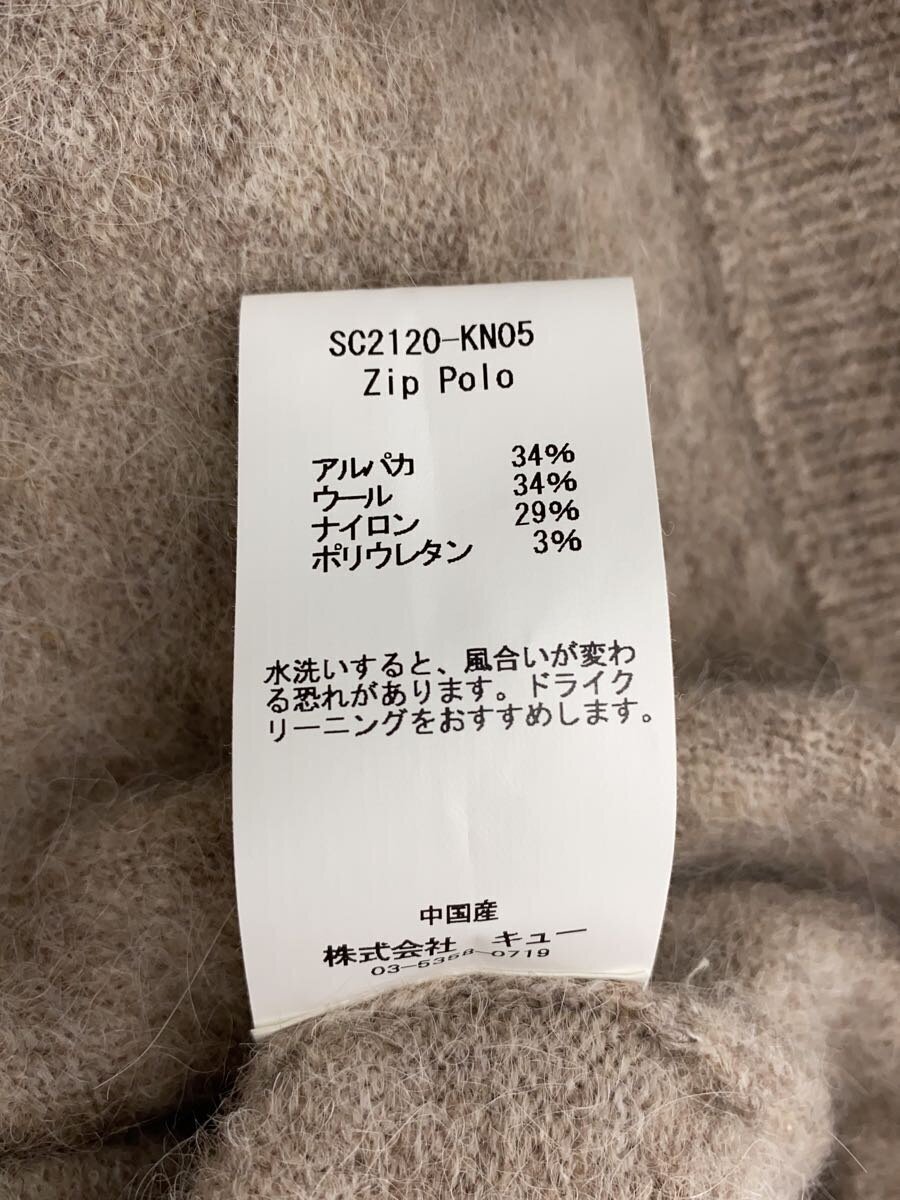 SC2120-KN05
Zip Polo
アルパカ 34%
ウール 34%
ナイロン 29%
ポリウレタン 3%
水洗いすると、風合いが変わ
る恐れがあります。ドライク
リーニングをおすすめします。
中国産
株式会社 キュー
03-5358-0719